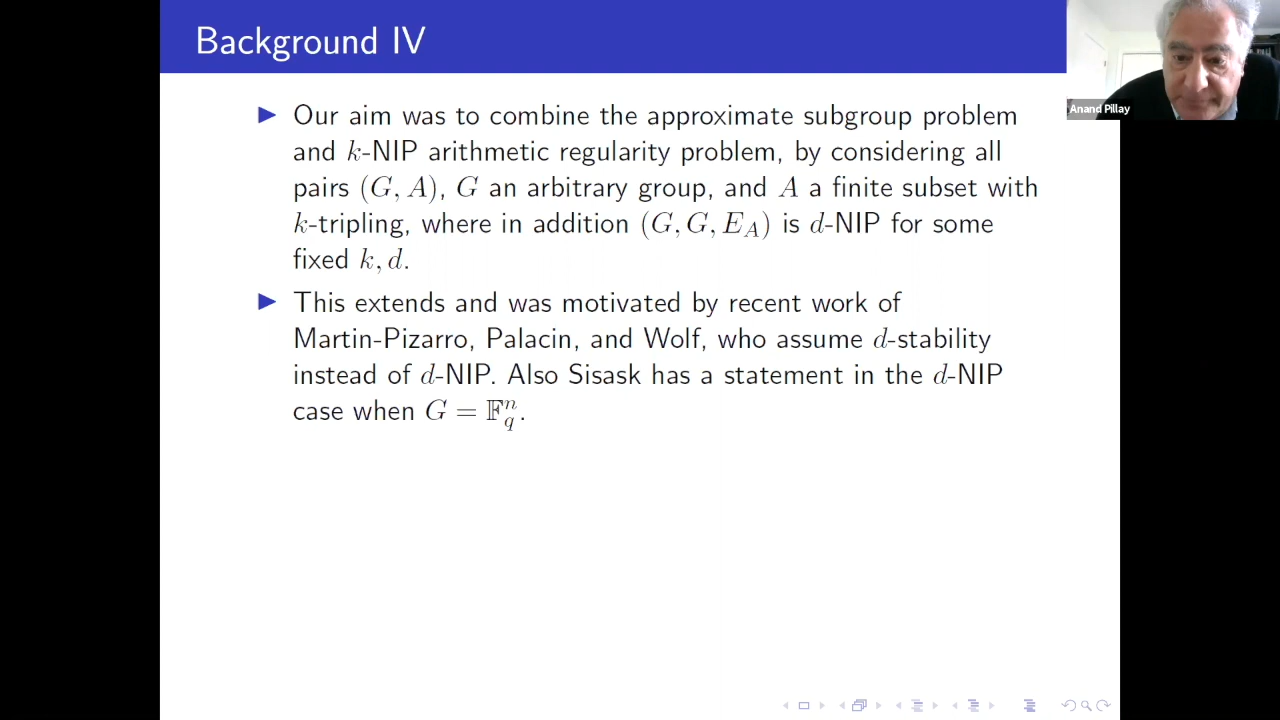 Background IV
Anand Pillay
▶ Our aim was to combine the approximate subgroup problem
and k-NIP arithmetic regularity problem, by considering all
pairs (G, A), G an arbitrary group, and A a finite subset with
k-tripling, where in addition (G, G, E_A) is d-NIP for some
fixed k, d.
▶ This extends and was motivated by recent work of
Martin-Pizarro, Palacin, and Wolf, who assume d-stability
instead of d-NIP. Also Sisask has a statement in the d-NIP
case when G = 𝔽_q^n.